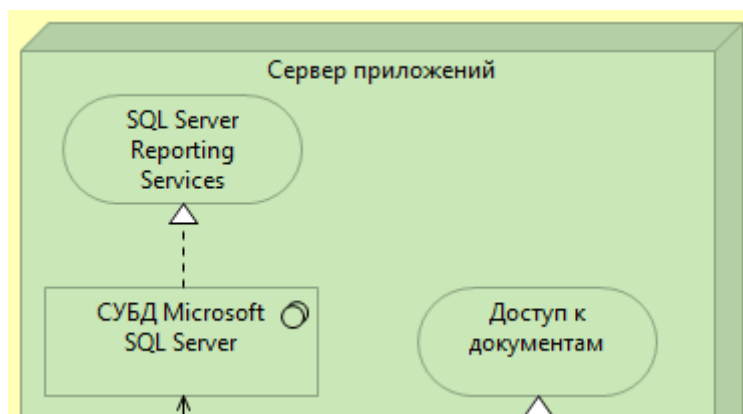 Сервер приложений
SQL Server
Reporting
Services
СУБД Microsoft
SQL Server
Доступ к
документам